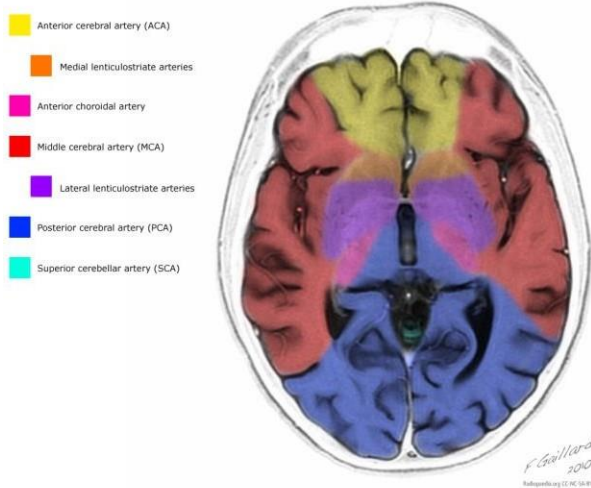 Anterior cerebral artery (ACA)
Medial lenticulostriate arteries
Anterior choroidal artery
Middle cerebral artery (MCA)
Lateral lenticulostriate arteries
Posterior cerebral artery (PCA)
Superior cerebellar artery (SCA)
F Gaillard
2010